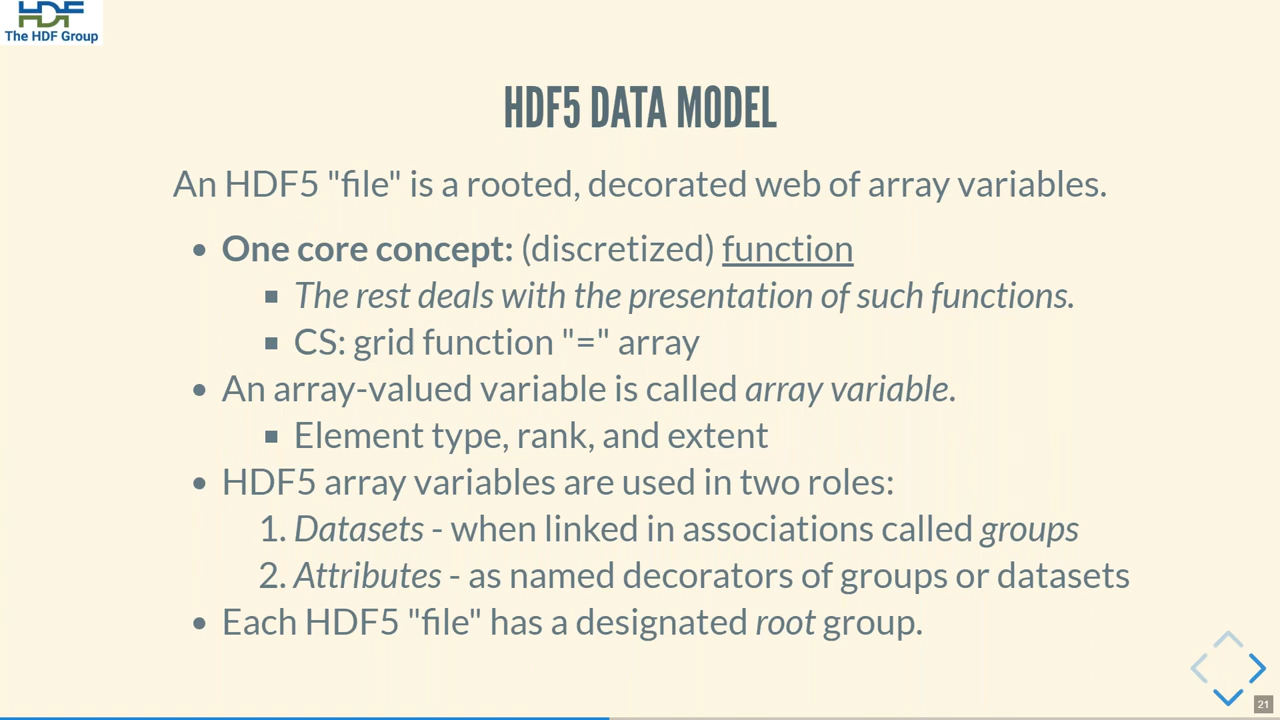 HDF
The HDF Group
HDF5 DATA MODEL
An HDF5 "file" is a rooted, decorated web of array variables.
• One core concept: (discretized) function
▪ The rest deals with the presentation of such functions.
▪ CS: grid function "=" array
• An array-valued variable is called array variable.
▪ Element type, rank, and extent
• HDF5 array variables are used in two roles:
1. Datasets - when linked in associations called groups
2. Attributes - as named decorators of groups or datasets
• Each HDF5 "file" has a designated root group.
21